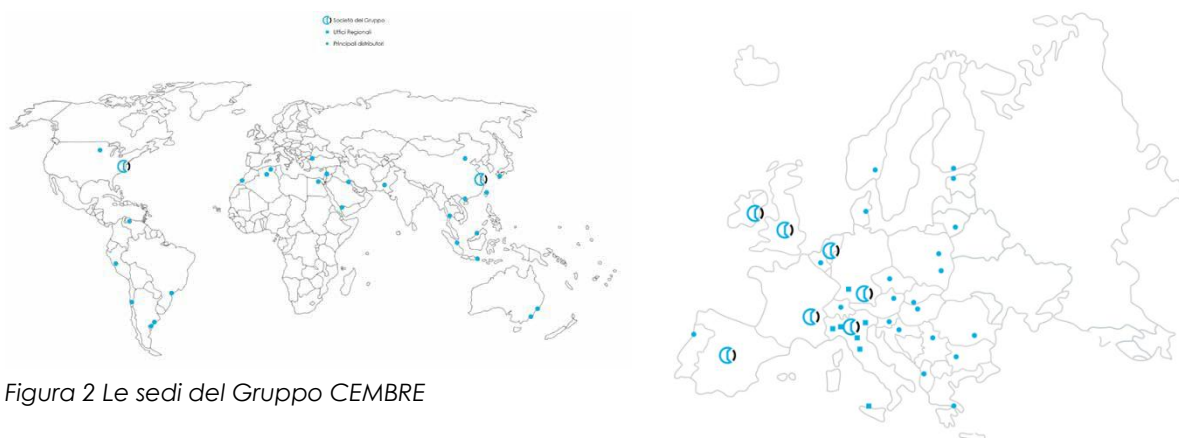 Società del Gruppo
Uffici Regionali
Principali distributori
Figura 2 Le sedi del Gruppo CEMBRE